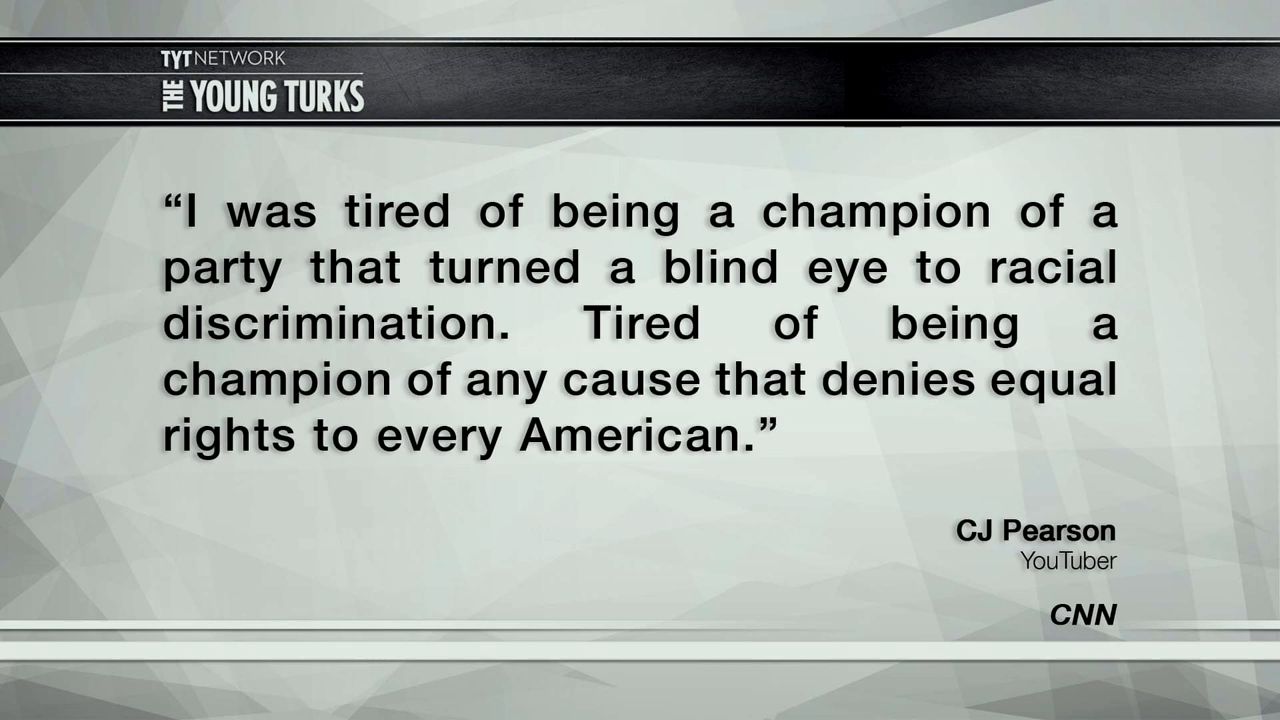 TYT NETWORK
THE YOUNG TURKS
“I was tired of being a champion of a
party that turned a blind eye to racial
discrimination. Tired of being a
champion of any cause that denies equal
rights to every American.”
CJ Pearson
YouTuber
CNN